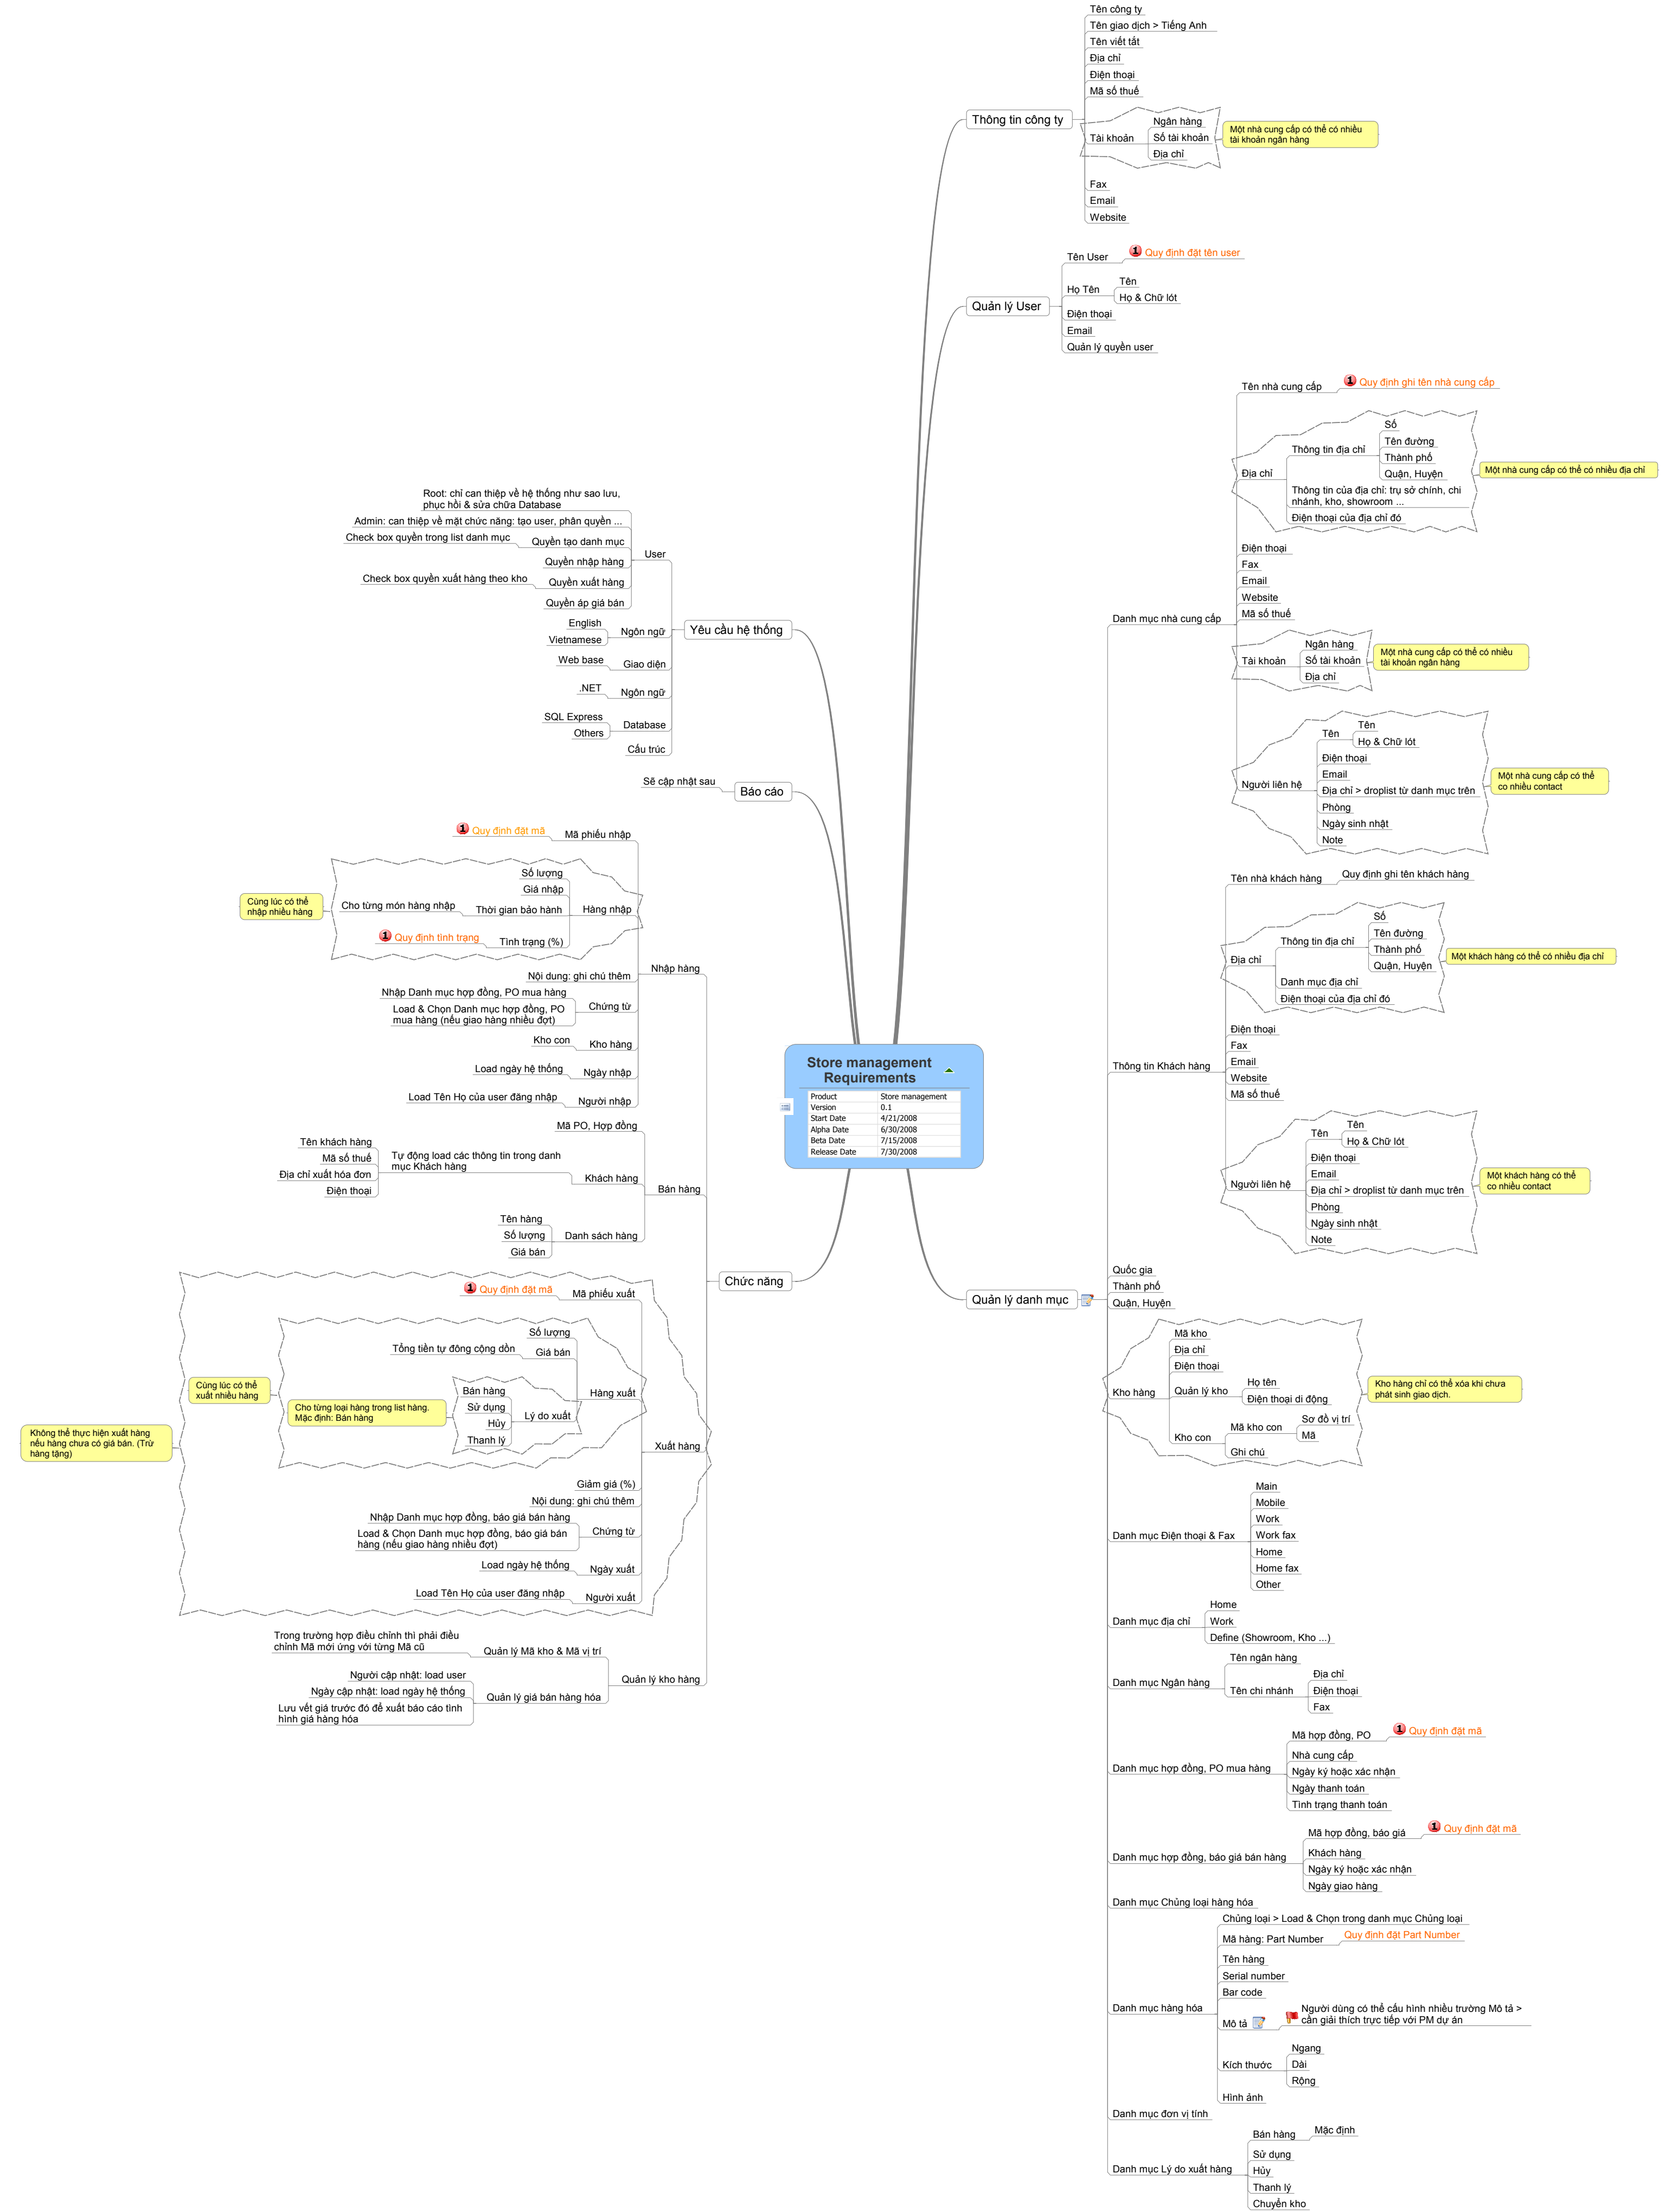 Store management
Requirements
Product Store management
Version 0.1
Start Date 4/21/2008
Alpha Date 6/30/2008
Beta Date 7/15/2008
Release Date 7/30/2008
Thông tin công ty
Tên công ty
Tên giao dịch > Tiếng Anh
Tên viết tắt
Địa chỉ
Điện thoại
Mã số thuế
Tài khoản
Ngân hàng
Số tài khoản
Địa chỉ
Một nhà cung cấp có thể có nhiều
tài khoản ngân hàng
Fax
Email
Website
Quản lý User
Tên User
1 Quy định đặt tên user
Họ Tên
Tên
Họ & Chữ lót
Điện thoại
Email
Quản lý quyền user
Quản lý danh mục
Danh mục nhà cung cấp
Tên nhà cung cấp
1 Quy định ghi tên nhà cung cấp
Địa chỉ
Thông tin địa chỉ
Số
Tên đường
Thành phố
Quận, Huyện
Thông tin của địa chỉ: trụ sở chính, chi
nhánh, kho, showroom ...
Điện thoại của địa chỉ đó
Một nhà cung cấp có thể có nhiều địa chỉ
Điện thoại
Fax
Email
Website
Mã số thuế
Tài khoản
Ngân hàng
Số tài khoản
Địa chỉ
Một nhà cung cấp có thể có nhiều
tài khoản ngân hàng
Người liên hệ
Tên
Tên
Họ & Chữ lót
Điện thoại
Email
Địa chỉ > droplist từ danh mục trên
Phòng
Ngày sinh nhật
Note
Một nhà cung cấp có thể
co nhiều contact
Thông tin Khách hàng
Tên nhà khách hàng
Quy định ghi tên khách hàng
Địa chỉ
Thông tin địa chỉ
Số
Tên đường
Thành phố
Quận, Huyện
Danh mục địa chỉ
Điện thoại của địa chỉ đó
Một khách hàng có thể có nhiều địa chỉ
Điện thoại
Fax
Email
Website
Mã số thuế
Người liên hệ
Tên
Tên
Họ & Chữ lót
Điện thoại
Email
Địa chỉ > droplist từ danh mục trên
Phòng
Ngày sinh nhật
Note
Một khách hàng có thể
co nhiều contact
Quốc gia
Thành phố
Quận, Huyện
Kho hàng
Mã kho
Địa chỉ
Điện thoại
Quản lý kho
Họ tên
Điện thoại di động
Kho con
Mã kho con
Sơ đồ vị trí
Mã
Ghi chú
Kho hàng chỉ có thể xóa khi chưa
phát sinh giao dịch.
Danh mục Điện thoại & Fax
Main
Mobile
Work
Work fax
Home
Home fax
Other
Danh mục địa chỉ
Home
Work
Define (Showroom, Kho ...)
Danh mục Ngân hàng
Tên ngân hàng
Tên chi nhánh
Địa chỉ
Điện thoại
Fax
Danh mục hợp đồng, PO mua hàng
Mã hợp đồng, PO
1 Quy định đặt mã
Nhà cung cấp
Ngày ký hoặc xác nhận
Ngày thanh toán
Tình trạng thanh toán
Danh mục hợp đồng, báo giá bán hàng
Mã hợp đồng, báo giá
1 Quy định đặt mã
Khách hàng
Ngày ký hoặc xác nhận
Ngày giao hàng
Danh mục Chủng loại hàng hóa
Danh mục hàng hóa
Chủng loại > Load & Chọn trong danh mục Chủng loại
Mã hàng: Part Number
Quy định đặt Part Number
Tên hàng
Serial number
Bar code
Mô tả
Người dùng có thể cấu hình nhiều trường Mô tả >
cần giải thích trực tiếp với PM dự án
Kích thước
Ngang
Dài
Rộng
Hình ảnh
Danh mục đơn vị tính
Danh mục Lý do xuất hàng
Bán hàng
Mặc định
Sử dụng
Hủy
Thanh lý
Chuyển kho
Yêu cầu hệ thống
User
Root: chỉ can thiệp về hệ thống như sao lưu,
phục hồi & sửa chữa Database
Admin: can thiệp về mặt chức năng: tạo user, phân quyền ...
Quyền tạo danh mục
Check box quyền trong list danh mục
Quyền nhập hàng
Quyền xuất hàng
Check box quyền xuất hàng theo kho
Quyền áp giá bán
Ngôn ngữ
English
Vietnamese
Giao diện
Web base
Ngôn ngữ
.NET
Database
SQL Express
Others
Cấu trúc
Báo cáo
Sẽ cập nhật sau
Chức năng
Nhập hàng
Mã phiếu nhập
1 Quy định đặt mã
Hàng nhập
Số lượng
Giá nhập
Thời gian bảo hành
Cho từng món hàng nhập
Tình trạng (%)
1 Quy định tình trạng
Cùng lúc có thể
nhập nhiều hàng
Nội dung: ghi chú thêm
Chứng từ
Nhập Danh mục hợp đồng, PO mua hàng
Load & Chọn Danh mục hợp đồng, PO
mua hàng (nếu giao hàng nhiều đợt)
Kho hàng
Kho con
Ngày nhập
Load ngày hệ thống
Người nhập
Load Tên Họ của user đăng nhập
Bán hàng
Mã PO, Hợp đồng
Khách hàng
Tự động load các thông tin trong danh
mục Khách hàng
Tên khách hàng
Mã số thuế
Địa chỉ xuất hóa đơn
Điện thoại
Danh sách hàng
Tên hàng
Số lượng
Giá bán
Xuất hàng
Mã phiếu xuất
1 Quy định đặt mã
Hàng xuất
Số lượng
Giá bán
Tổng tiền tự đông cộng dồn
Lý do xuất
Bán hàng
Sử dụng
Hủy
Thanh lý
Cho từng loại hàng trong list hàng.
Mặc định: Bán hàng
Cùng lúc có thể
xuất nhiều hàng
Không thể thực hiện xuất hàng
nếu hàng chưa có giá bán. (Trừ
hàng tặng)
Giảm giá (%)
Nội dung: ghi chú thêm
Chứng từ
Nhập Danh mục hợp đồng, báo giá bán hàng
Load & Chọn Danh mục hợp đồng, báo giá bán
hàng (nếu giao hàng nhiều đợt)
Ngày xuất
Load ngày hệ thống
Người xuất
Load Tên Họ của user đăng nhập
Quản lý kho hàng
Quản lý Mã kho & Mã vị trí
Trong trường hợp điều chỉnh thì phải điều
chỉnh Mã mới ứng với từng Mã cũ
Quản lý giá bán hàng hóa
Người cập nhật: load user
Ngày cập nhật: load ngày hệ thống
Lưu vết giá trước đó để xuất báo cáo tình
hình giá hàng hóa